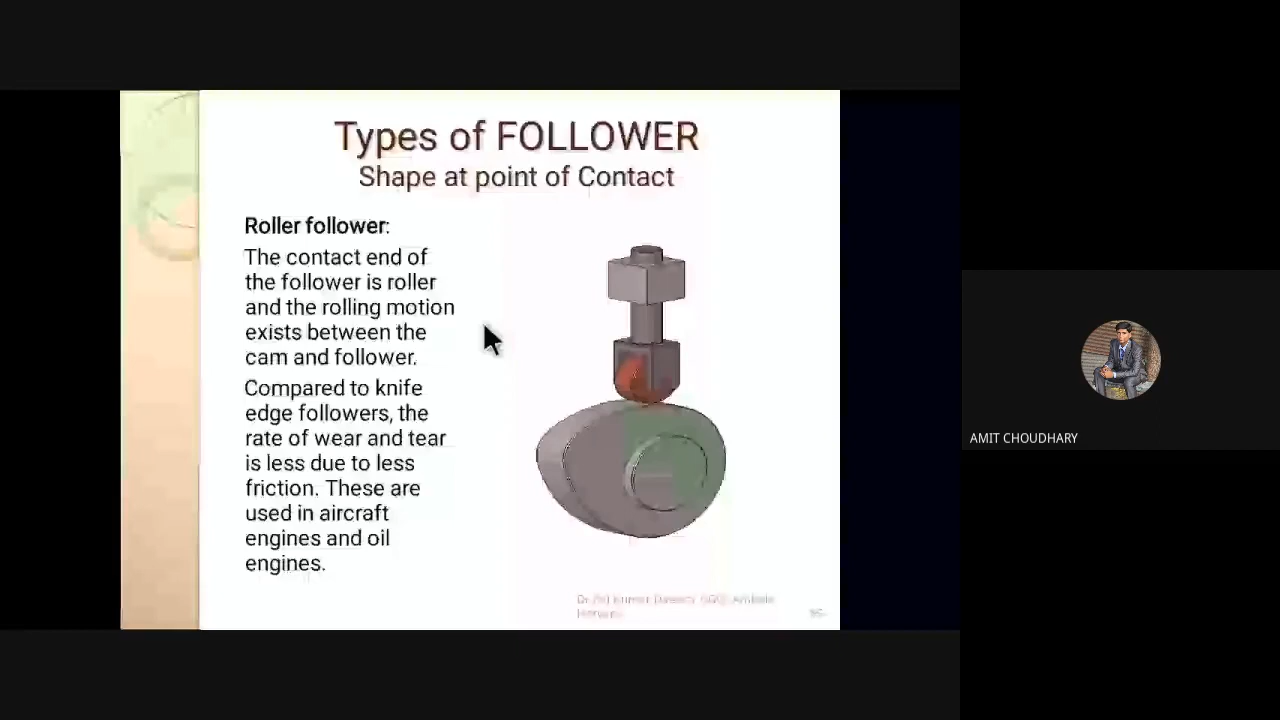 Types of FOLLOWER
Shape at point of Contact
Roller follower:
The contact end of
the follower is roller
and the rolling motion
exists between the
cam and follower.
Compared to knife
edge followers, the
rate of wear and tear
is less due to less
friction. These are
used in aircraft
engines and oil
engines.
AMIT CHOUDHARY